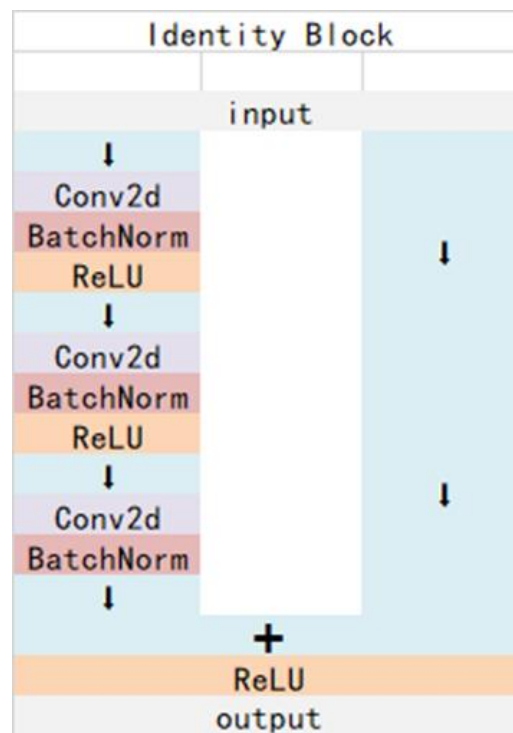 Identity Block
input
↓
Conv2d
BatchNorm
ReLU
↓
↓
Conv2d
BatchNorm
ReLU
↓
↓
Conv2d
BatchNorm
↓
+
ReLU
output